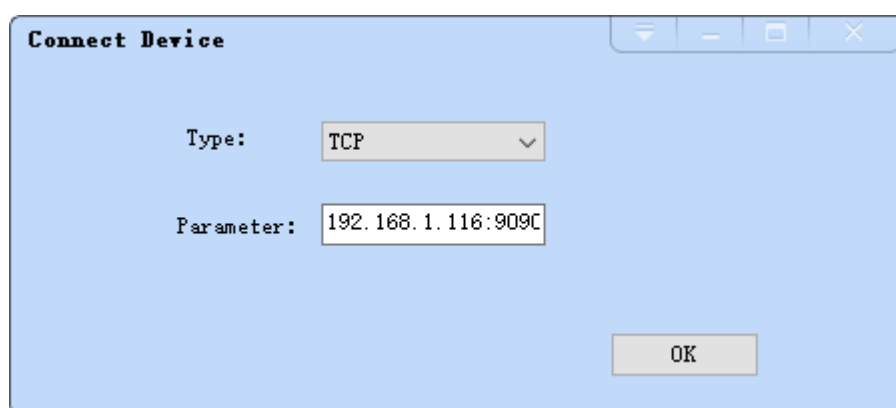 Connect Device
Type:
TCP
Parameter:
192.168.1.116:9090
OK